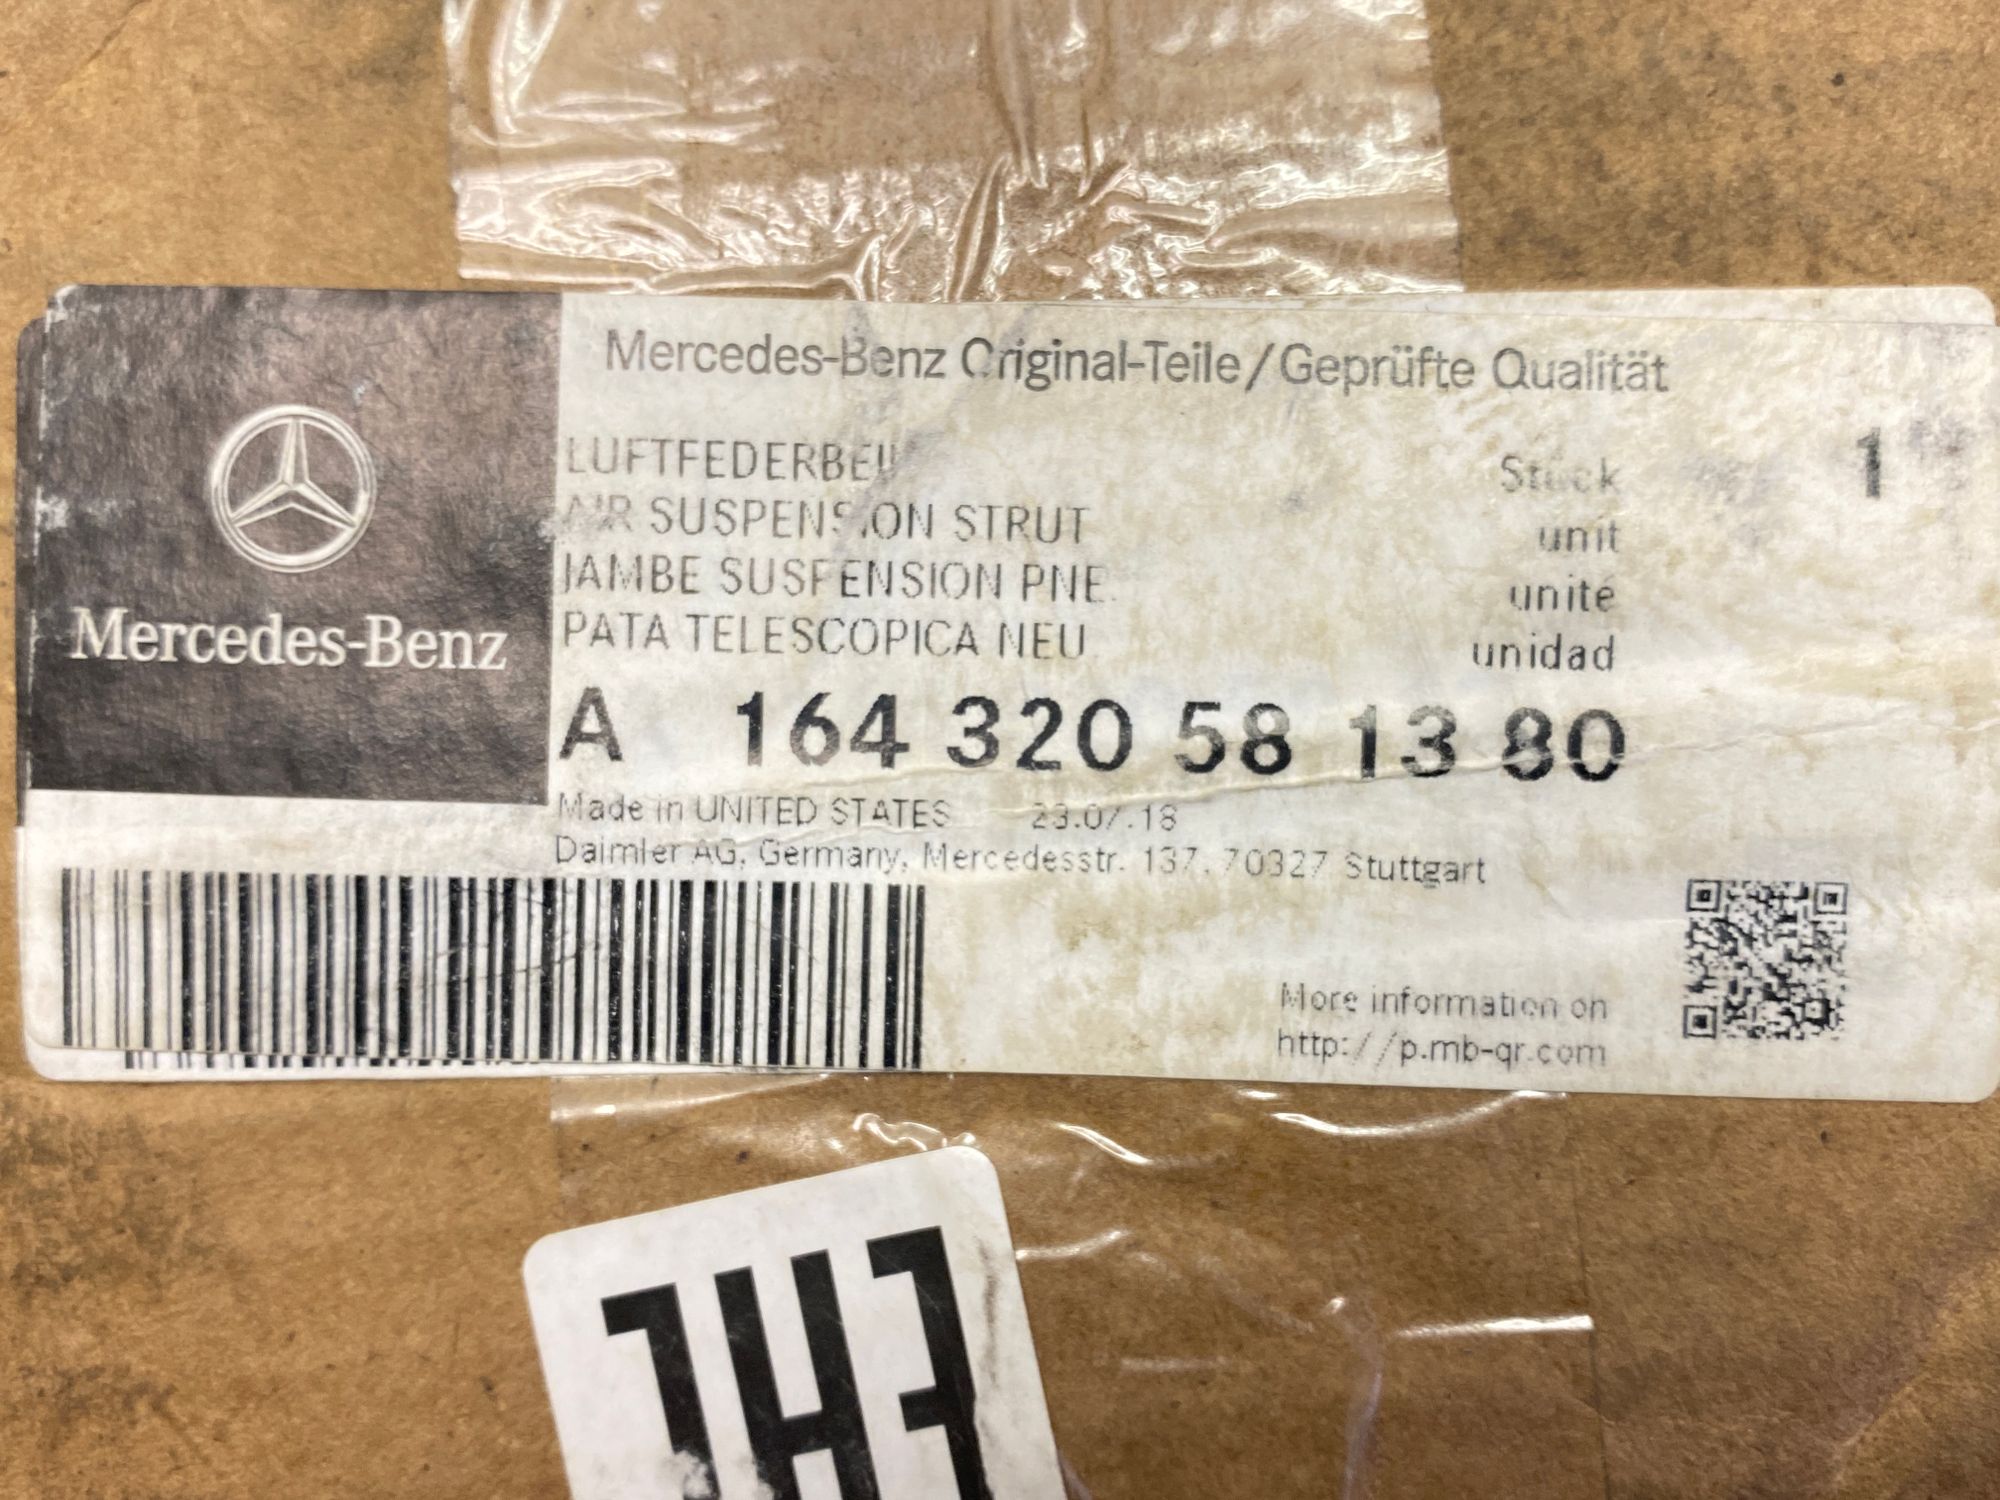 Mercedes-Benz Original-Teile/Geprüfte Qualität
Mercedes-Benz
LUFTFEDERBEI
Stück
1
AIR SUSPENSION STRUT
unit
JAMBE SUSPENSION PNE.
unité
PATA TELESCOPICA NEU
unidad
A 164 320 58 13 80
Made in UNITED STATES 23.07.18
Daimler AG, Germany, Mercedesstr. 137, 70327 Stuttgart
More information on
http://p.mb-qr.com